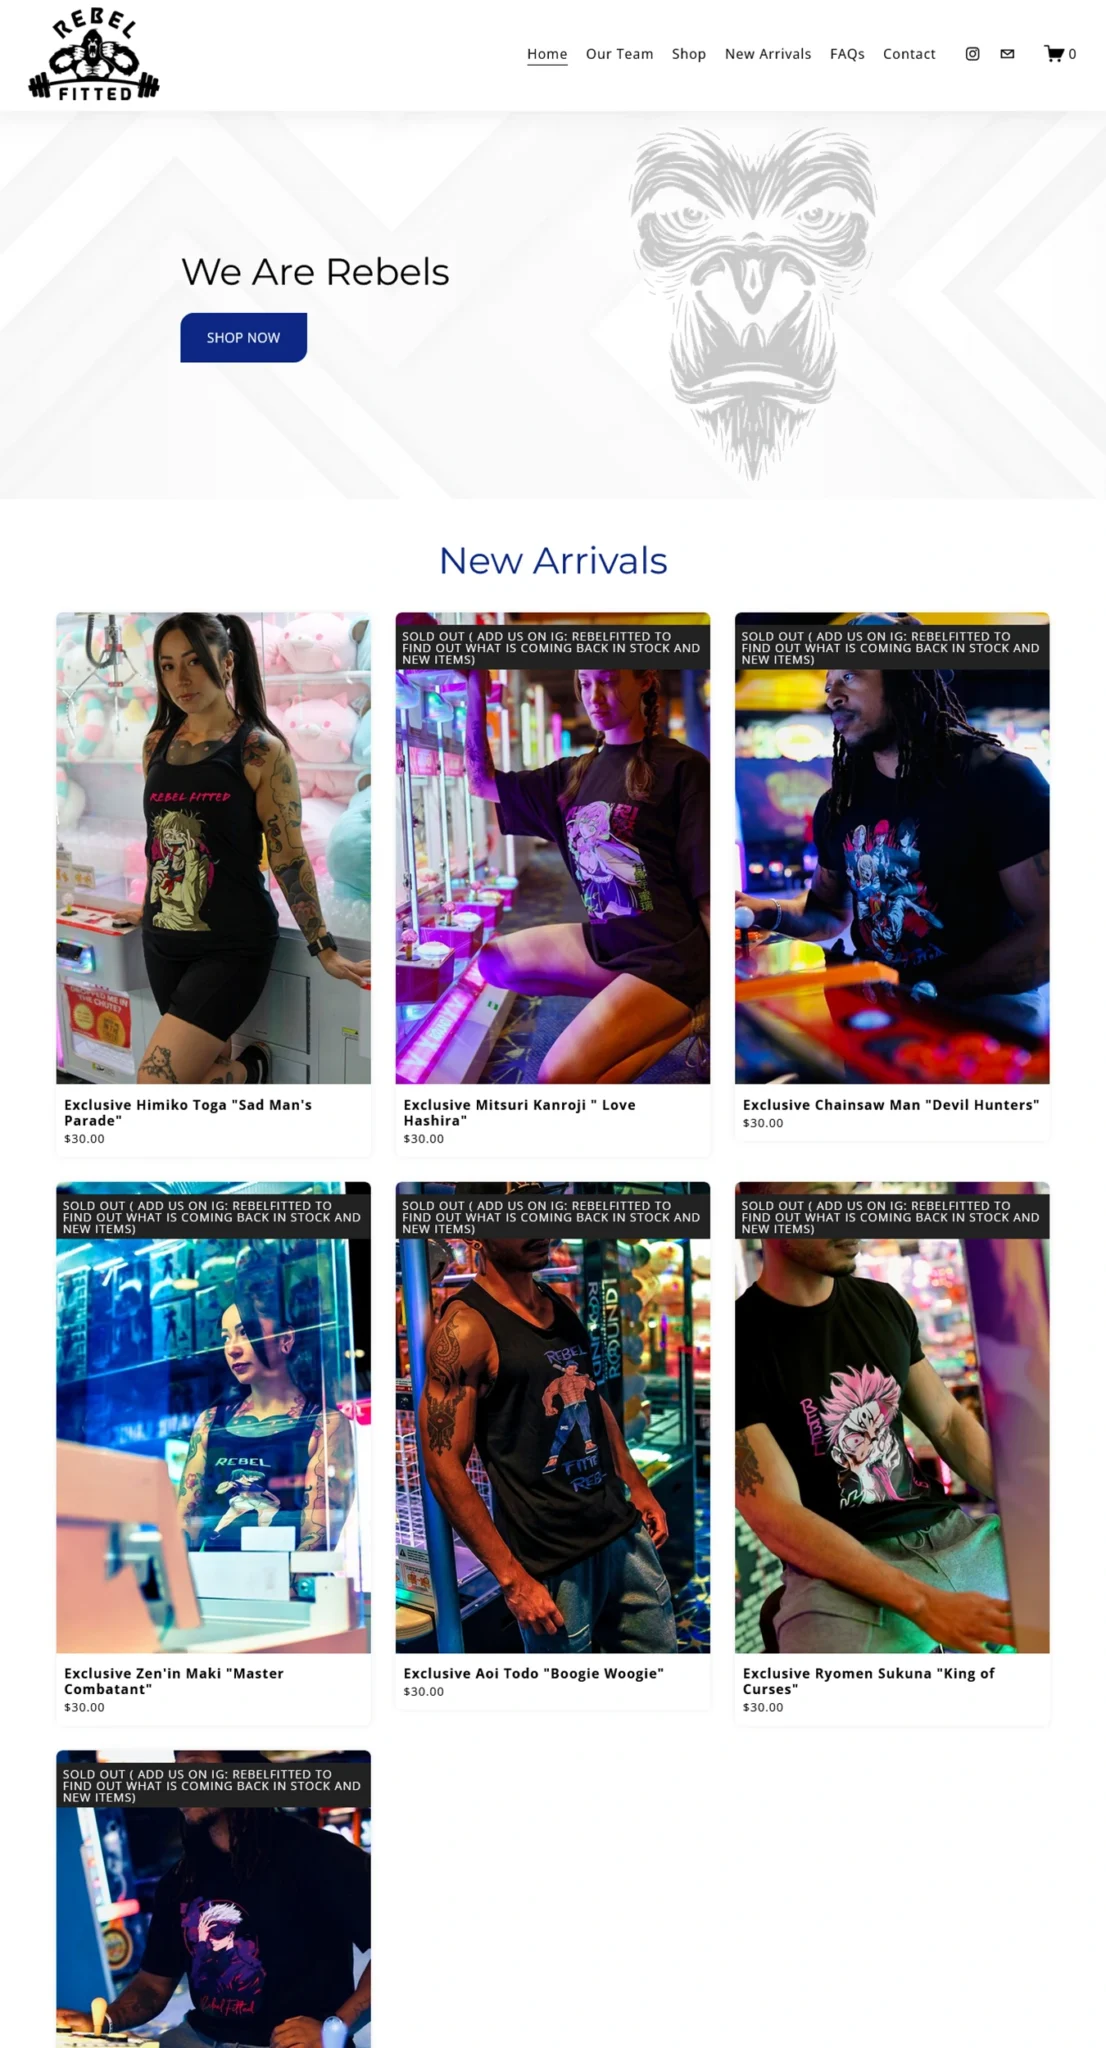 REBEL
FITTED
Home Our Team Shop New Arrivals FAQs Contact 0
We Are Rebels
SHOP NOW
New Arrivals
REBEL FITTED
SOLD OUT ( ADD US ON IG: REBELFITTED TO
FIND OUT WHAT IS COMING BACK IN STOCK AND
NEW ITEMS)
SOLD OUT ( ADD US ON IG: REBELFITTED TO
FIND OUT WHAT IS COMING BACK IN STOCK AND
NEW ITEMS)
DROPPED ME IN
THE CHUTE?
Exclusive Himiko Toga "Sad Man's
Parade"
$30.00
Exclusive Mitsuri Kanroji " Love
Hashira"
$30.00
Exclusive Chainsaw Man "Devil Hunters"
$30.00
SOLD OUT ( ADD US ON IG: REBELFITTED TO
FIND OUT WHAT IS COMING BACK IN STOCK AND
NEW ITEMS)
REBEL
SOLD OUT ( ADD US ON IG: REBELFITTED TO
FIND OUT WHAT IS COMING BACK IN STOCK AND
NEW ITEMS)
REBEL
ROUND1
SOLD OUT ( ADD US ON IG: REBELFITTED TO
FIND OUT WHAT IS COMING BACK IN STOCK AND
NEW ITEMS)
REBEL
Exclusive Zen'in Maki "Master
Combatant"
$30.00
Exclusive Aoi Todo "Boogie Woogie"
$30.00
Exclusive Ryomen Sukuna "King of
Curses"
$30.00
SOLD OUT ( ADD US ON IG: REBELFITTED TO
FIND OUT WHAT IS COMING BACK IN STOCK AND
NEW ITEMS)
Rebel Fitted